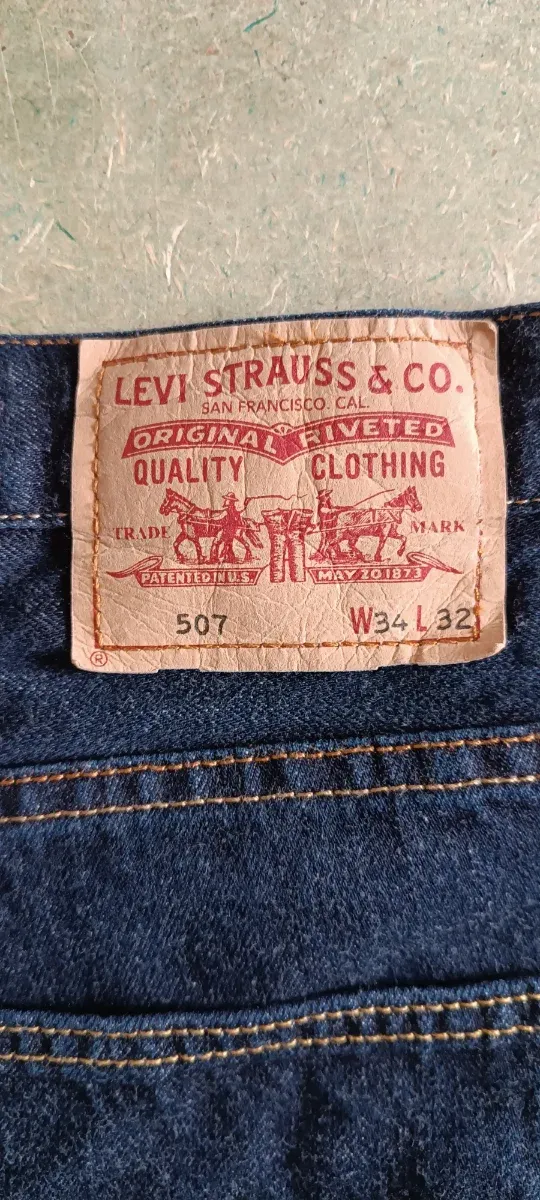 LEVI STRAUSS & CO.
SAN FRANCISCO. CAL.
ORIGINAL RIVETED
QUALITY CLOTHING
TRADE MARK
PATENTED IN U.S. MAY 20 1873
507 W34 L 32
®